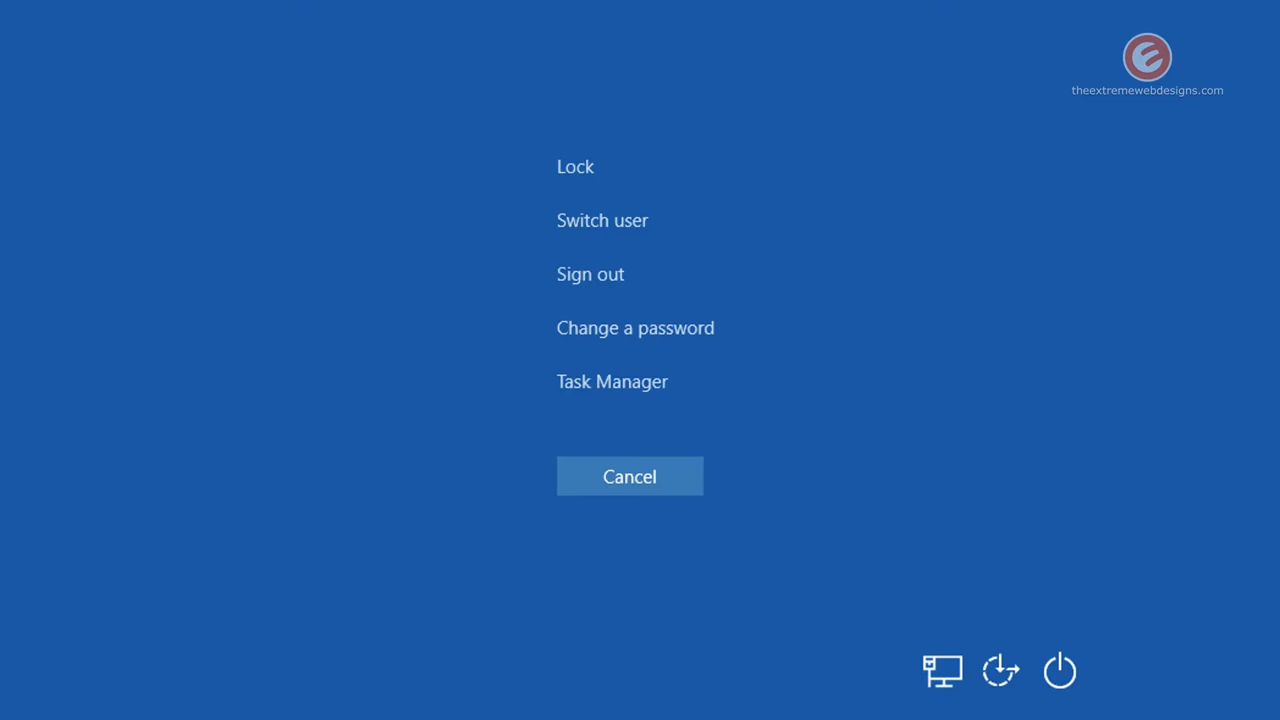 theextremewebdesigns.com
Lock
Switch user
Sign out
Change a password
Task Manager
Cancel